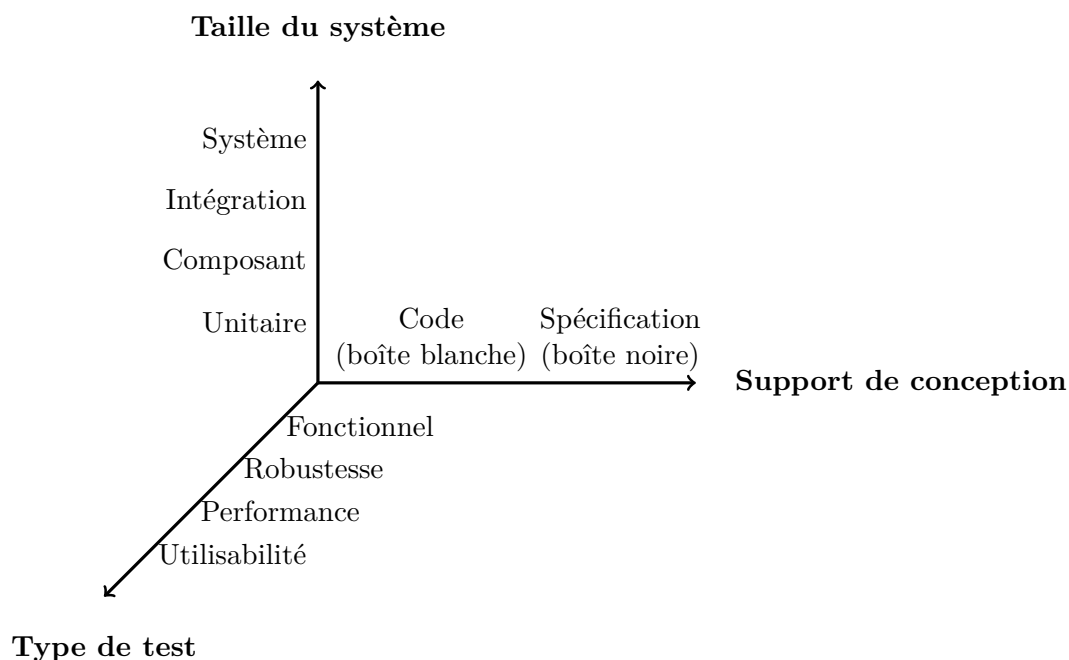 Taille du système
Système
Intégration
Composant
Unitaire
Code
(boîte blanche)
Spécification
(boîte noire)
Support de conception
Fonctionnel
Robustesse
Performance
Utilisabilité
Type de test